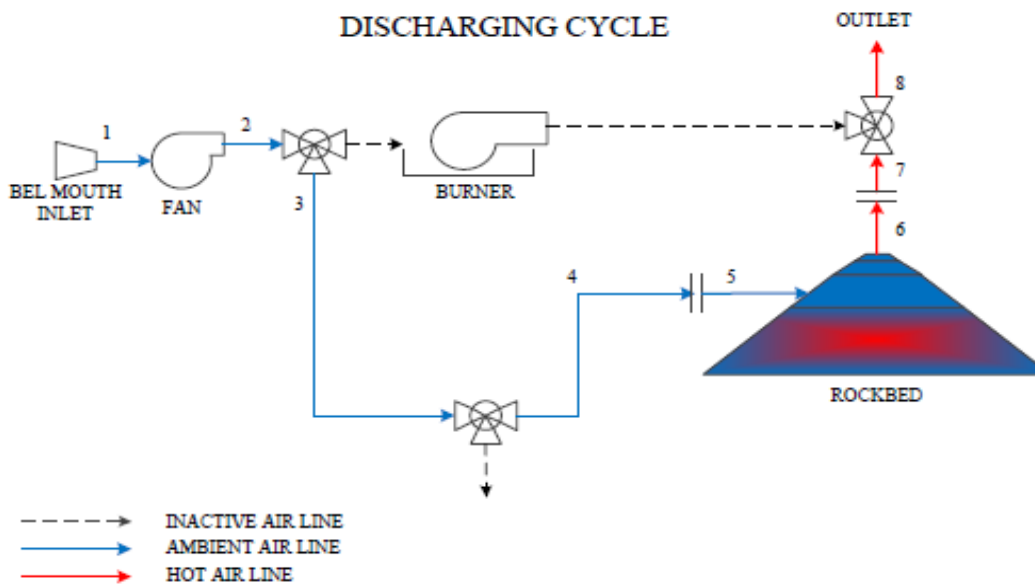 DISCHARGING CYCLE
OUTLET
8
1
2
7
BEL MOUTH
INLET
FAN
BURNER
3
6
4
5
ROCKBED
INACTIVE AIR LINE
AMBIENT AIR LINE
HOT AIR LINE